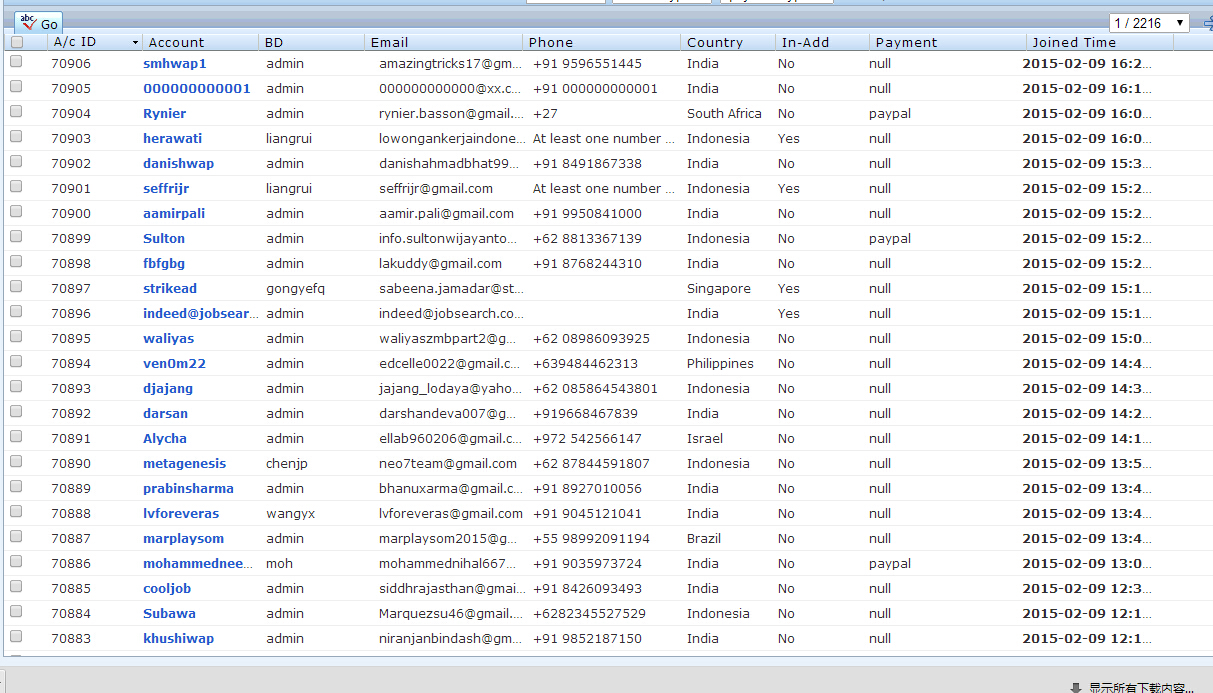 abc Go 1 / 2216
A/c ID Account BD Email Phone Country In-Add Payment Joined Time
70906 smhwap1 admin amazingtricks17@gm... +91 9596551445 India No null 2015-02-09 16:2...
70905 000000000001 admin 000000000000@xx.c... +91 000000000001 India No null 2015-02-09 16:1...
70904 Rynier admin rynier.basson@gmail.... +27 South Africa No paypal 2015-02-09 16:0...
70903 herawati liangrui lowongankerjaindone... At least one number ... Indonesia Yes null 2015-02-09 16:0...
70902 danishwap admin danishahmadbhat99... +91 8491867338 India No null 2015-02-09 15:3...
70901 seffrijr liangrui seffrijr@gmail.com At least one number ... Indonesia Yes null 2015-02-09 15:2...
70900 aamirpali admin aamir.pali@gmail.com +91 9950841000 India No null 2015-02-09 15:2...
70899 Sulton admin info.sultonwijayanto... +62 8813367139 Indonesia No paypal 2015-02-09 15:2...
70898 fbfgbg admin lakuddy@gmail.com +91 8768244310 India No null 2015-02-09 15:2...
70897 strikead gongyefq sabeena.jamadar@st... Singapore Yes null 2015-02-09 15:1...
70896 indeed@jobsear... admin indeed@jobsearch.co... India Yes null 2015-02-09 15:1...
70895 waliyas admin waliyaszmbpart2@g... +62 08986093925 Indonesia No null 2015-02-09 15:0...
70894 ven0m22 admin edcelle0022@gmail.c... +639484462313 Philippines No null 2015-02-09 14:4...
70893 djajang admin jajang_lodaya@yaho... +62 085864543801 Indonesia No null 2015-02-09 14:3...
70892 darsan admin darshandeva007@g... +919668467839 India No null 2015-02-09 14:2...
70891 Alycha admin ellab960206@gmail.c... +972 542566147 Israel No null 2015-02-09 14:1...
70890 metagenesis chenjp neo7team@gmail.com +62 87844591807 Indonesia No null 2015-02-09 13:5...
70889 prabinsharma admin bhanuxarma@gmail.c... +91 8927010056 India No null 2015-02-09 13:4...
70888 lvforeveras wangyx lvforeveras@gmail.com +91 9045121041 India No null 2015-02-09 13:4...
70887 marplaysom admin marplaysom2015@g... +55 98992091194 Brazil No null 2015-02-09 13:4...
70886 mohammednee... moh mohammednihal667... +91 9035973724 India No paypal 2015-02-09 13:0...
70885 cooljob admin siddhrajasthan@gmai... +91 8426093493 India No null 2015-02-09 12:3...
70884 Subawa admin Marquezsu46@gmail.... +6282345527529 Indonesia No null 2015-02-09 12:1...
70883 khushiwap admin niranjanbindash@gm... +91 9852187150 India No null 2015-02-09 12:1...
显示所有下载内容...